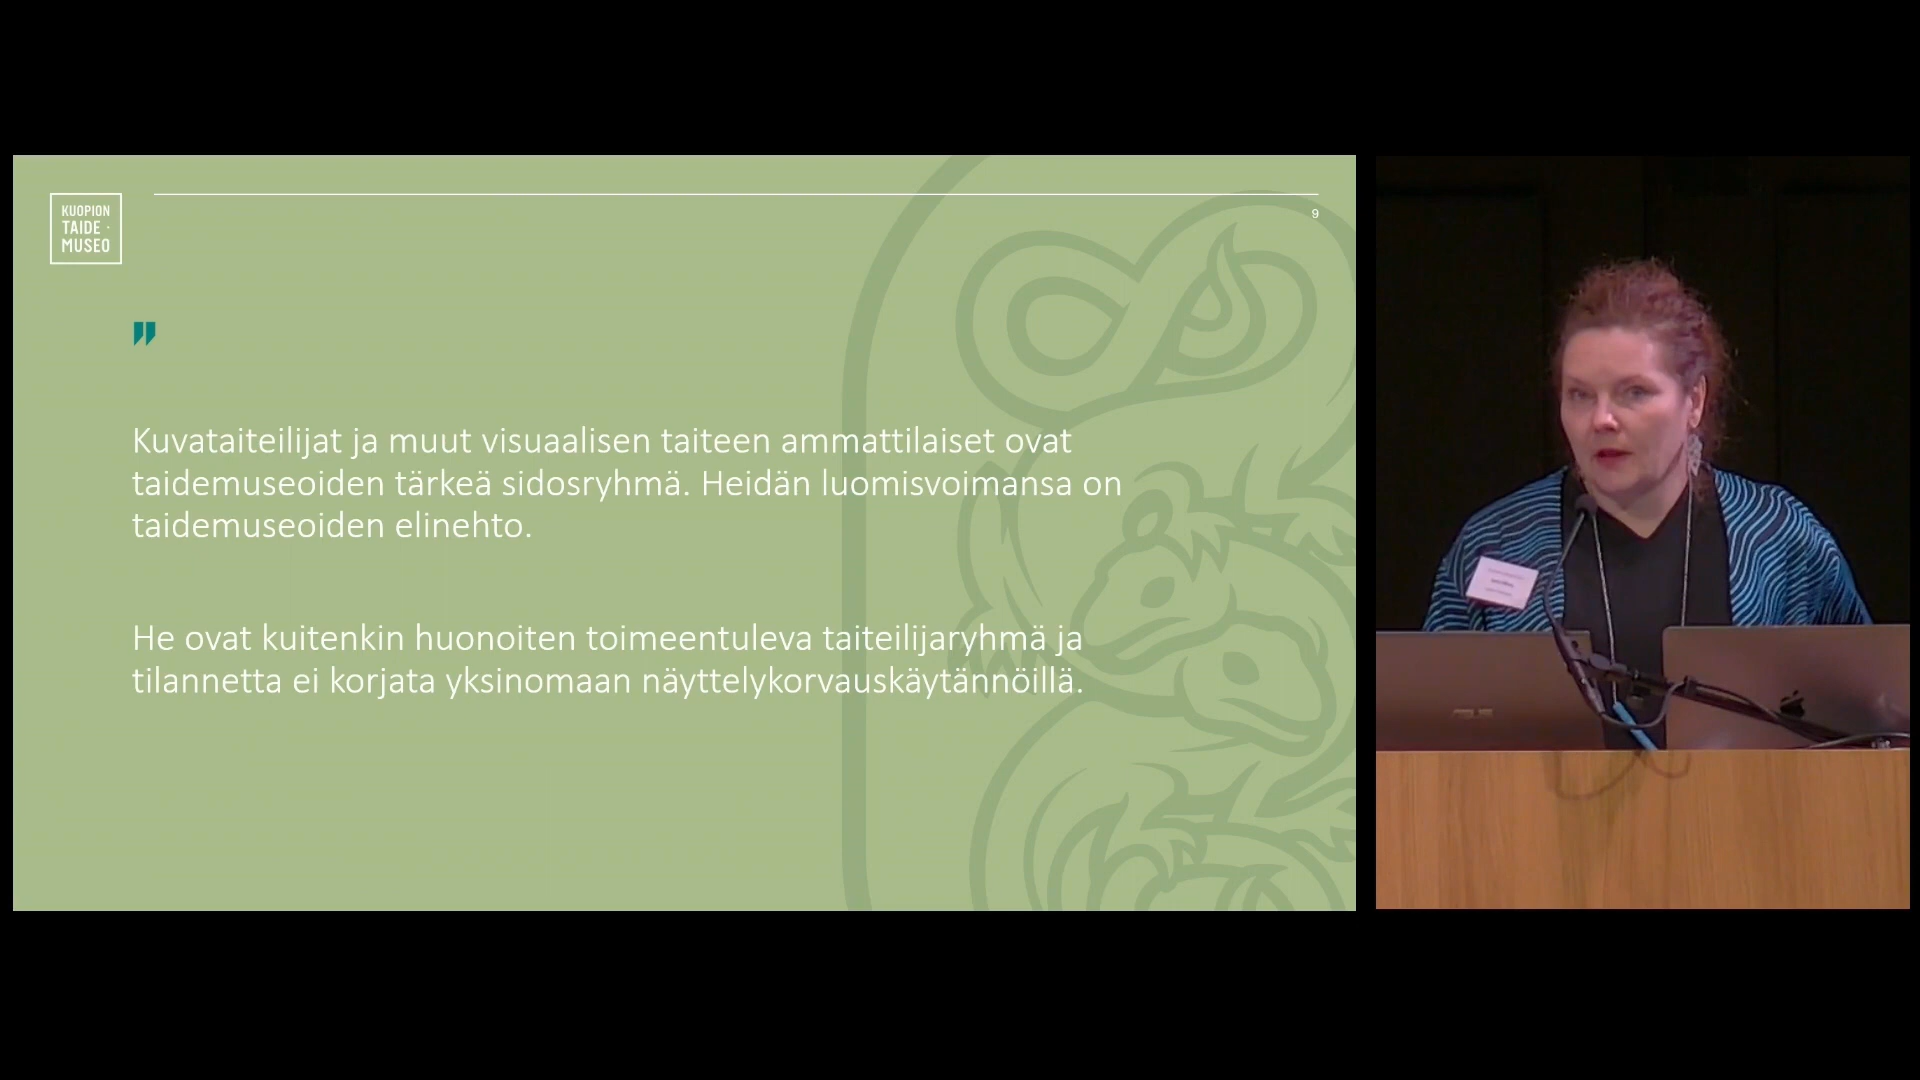 KUOPION
TAIDE ·
MUSEO
9
"
Kuvataiteilijat ja muut visuaalisen taiteen ammattilaiset ovat
taidemuseoiden tärkeä sidosryhmä. Heidän luomisvoimansa on
taidemuseoiden elinehto.
He ovat kuitenkin huonoiten toimeentuleva taiteilijaryhmä ja
tilannetta ei korjata yksinomaan näyttelykorvauskäytännöillä.